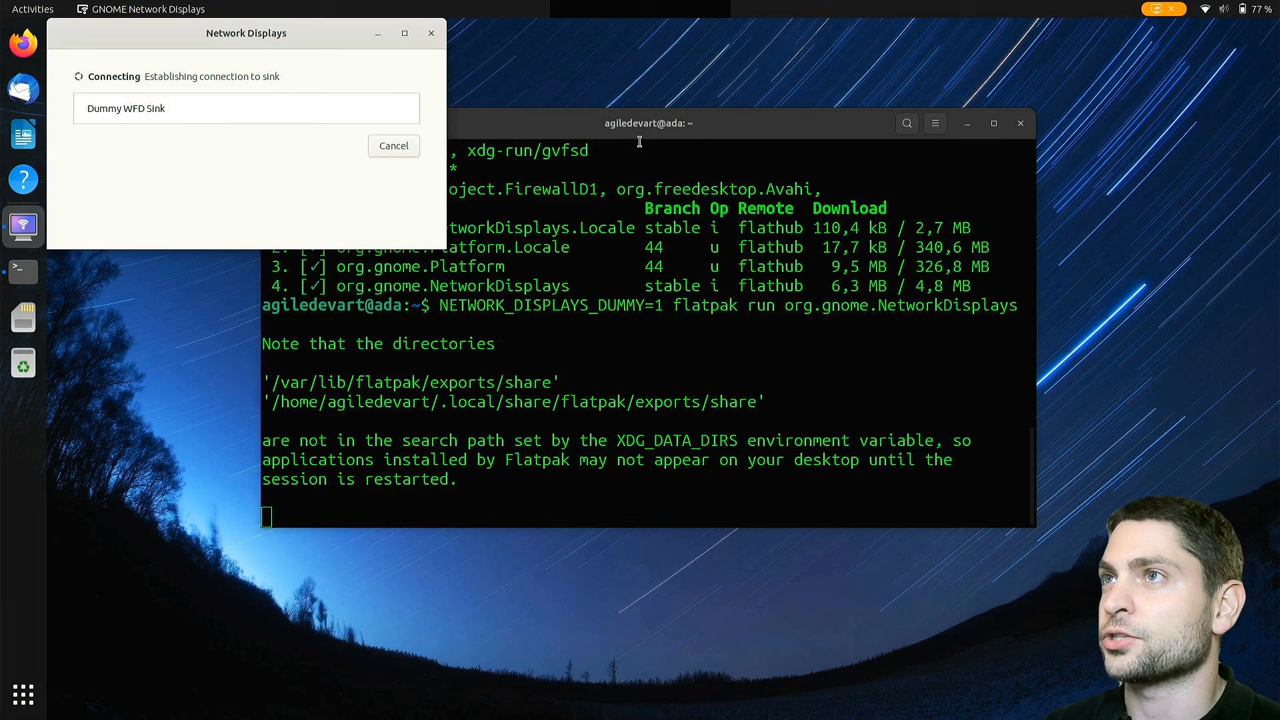 Activities
GNOME Network Displays
77 %
Network Displays
Connecting Establishing connection to sink
Dummy WFD Sink
Cancel
agiledevart@ada: ~
, xdg-run/gvfsd
*
oject.FirewallD1, org.freedesktop.Avahi,
Branch Op Remote Download
tworkDisplays.Locale stable i flathub 110,4 kB / 2,7 MB
2. [✓] org.gnome.Platform.Locale 44 u flathub 17,7 kB / 340,6 MB
3. [✓] org.gnome.Platform 44 u flathub 9,5 MB / 326,8 MB
4. [✓] org.gnome.NetworkDisplays stable i flathub 6,3 MB / 4,8 MB
agiledevart@ada:~$ NETWORK_DISPLAYS_DUMMY=1 flatpak run org.gnome.NetworkDisplays
Note that the directories
'/var/lib/flatpak/exports/share'
'/home/agiledevart/.local/share/flatpak/exports/share'
are not in the search path set by the XDG_DATA_DIRS environment variable, so
applications installed by Flatpak may not appear on your desktop until the
session is restarted.